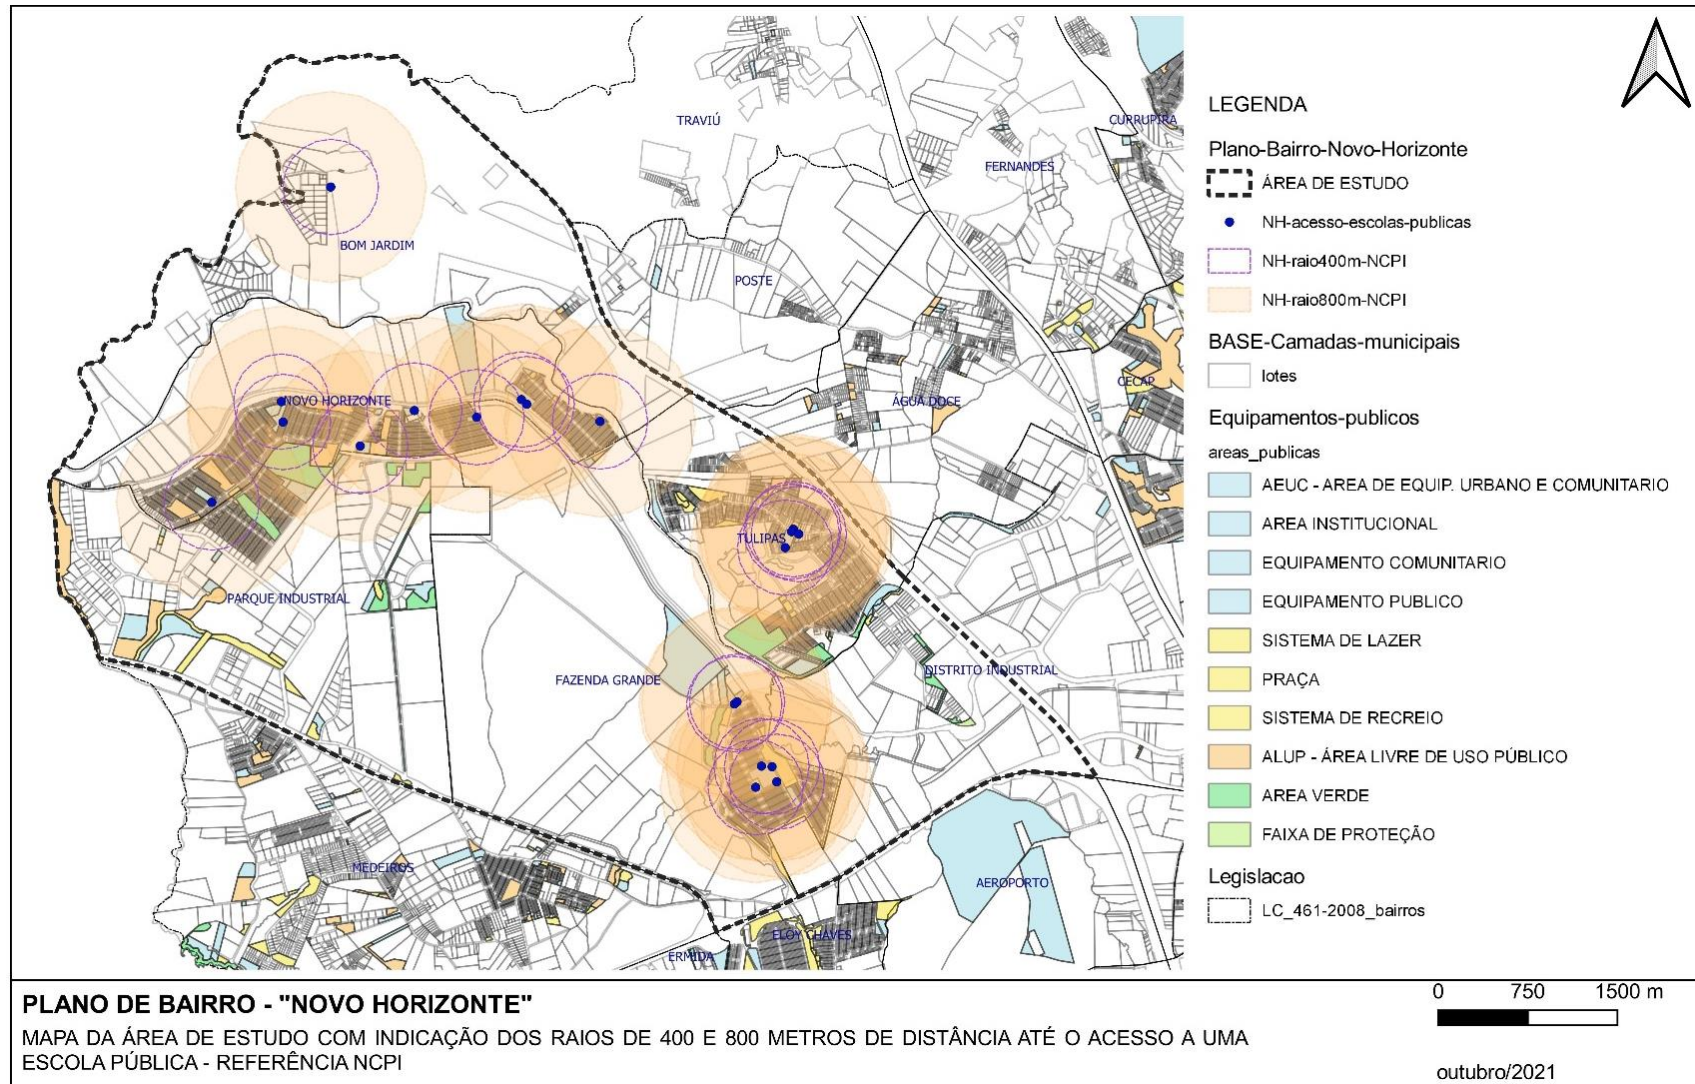 TRAVIÚ
CURRUPIRA
FERNANDES
BOM JARDIM
POSTE
CECAP
NOVO HORIZONTE
ÁGUA DOCE
TULIPAS
PARQUE INDUSTRIAL
DISTRITO INDUSTRIAL
FAZENDA GRANDE
MEDEIROS
AEROPORTO
ELOY CHAVES
ERMIDA
LEGENDA
Plano-Bairro-Novo-Horizonte
ÁREA DE ESTUDO
NH-acesso-escolas-publicas
NH-raio400m-NCPI
NH-raio800m-NCPI
BASE-Camadas-municipais
lotes
Equipamentos-publicos
areas_publicas
AEUC - AREA DE EQUIP. URBANO E COMUNITARIO
AREA INSTITUCIONAL
EQUIPAMENTO COMUNITARIO
EQUIPAMENTO PUBLICO
SISTEMA DE LAZER
PRAÇA
SISTEMA DE RECREIO
ALUP - ÁREA LIVRE DE USO PÚBLICO
AREA VERDE
FAIXA DE PROTEÇÃO
Legislacao
LC_461-2008_bairros
PLANO DE BAIRRO - "NOVO HORIZONTE"
MAPA DA ÁREA DE ESTUDO COM INDICAÇÃO DOS RAIOS DE 400 E 800 METROS DE DISTÂNCIA ATÉ O ACESSO A UMA
ESCOLA PÚBLICA - REFERÊNCIA NCPI
0 750 1500 m
outubro/2021